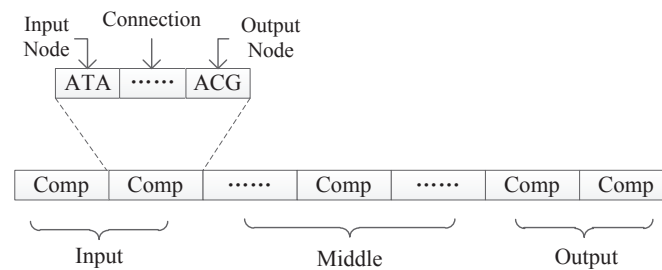 Input Node
Connection
Output Node
ATA ...... ACG
Comp Comp ...... Comp ...... Comp Comp
Input Middle Output